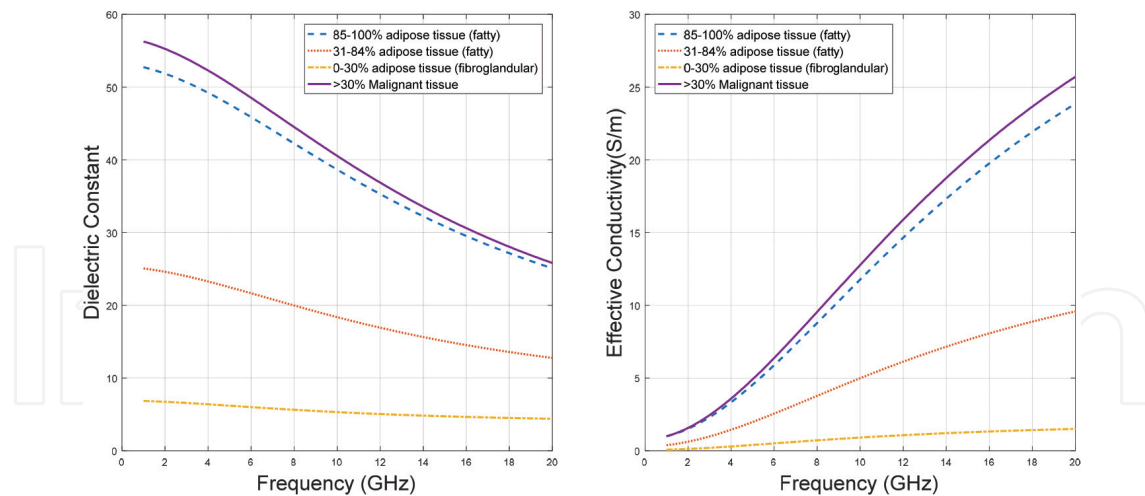 85-100% adipose tissue (fatty)
31-84% adipose tissue (fatty)
0-30% adipose tissue (fibroglandular)
>30% Malignant tissue
Dielectric Constant
60
50
40
30
20
10
0
0 2 4 6 8 10 12 14 16 18 20
Frequency (GHz)
85-100% adipose tissue (fatty)
31-84% adipose tissue (fatty)
0-30% adipose tissue (fibroglandular)
>30% Malignant tissue
Effective Conductivity(S/m)
30
25
20
15
10
5
0
0 2 4 6 8 10 12 14 16 18 20
Frequency (GHz)